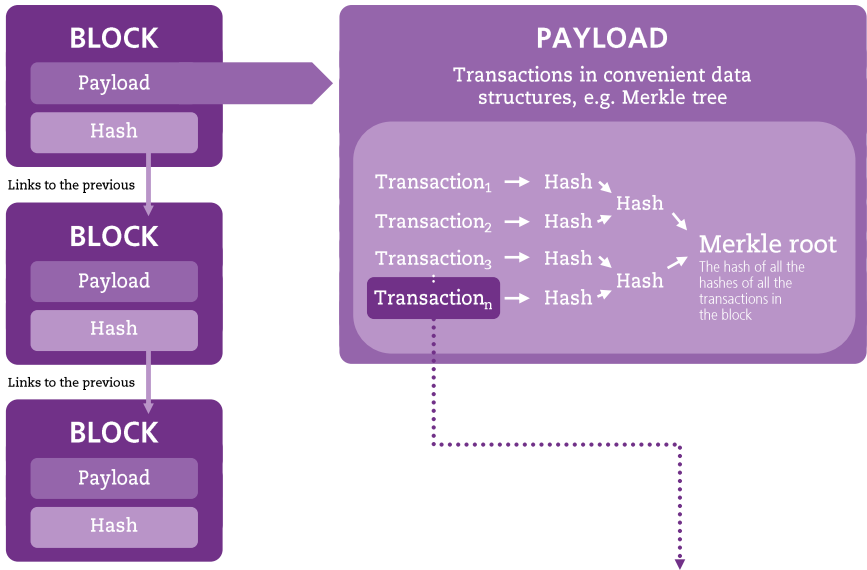 BLOCK
Payload
Hash
Links to the previous
BLOCK
Payload
Hash
Links to the previous
BLOCK
Payload
Hash
PAYLOAD
Transactions in convenient data
structures, e.g. Merkle tree
Transaction₁ Hash
Transaction₂ Hash
Hash
Transaction₃ Hash
Transactionₙ Hash
Hash
Merkle root
The hash of all the
hashes of all the
transactions in
the block